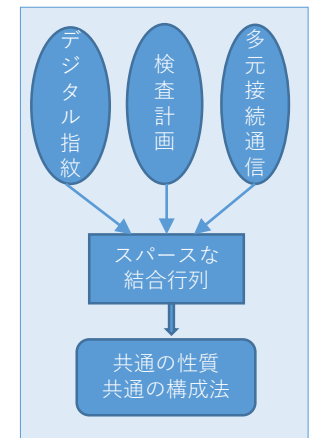 デジタル指紋
検査計画
多元接続通信
スパースな
結合行列
共通の性質
共通の構成法